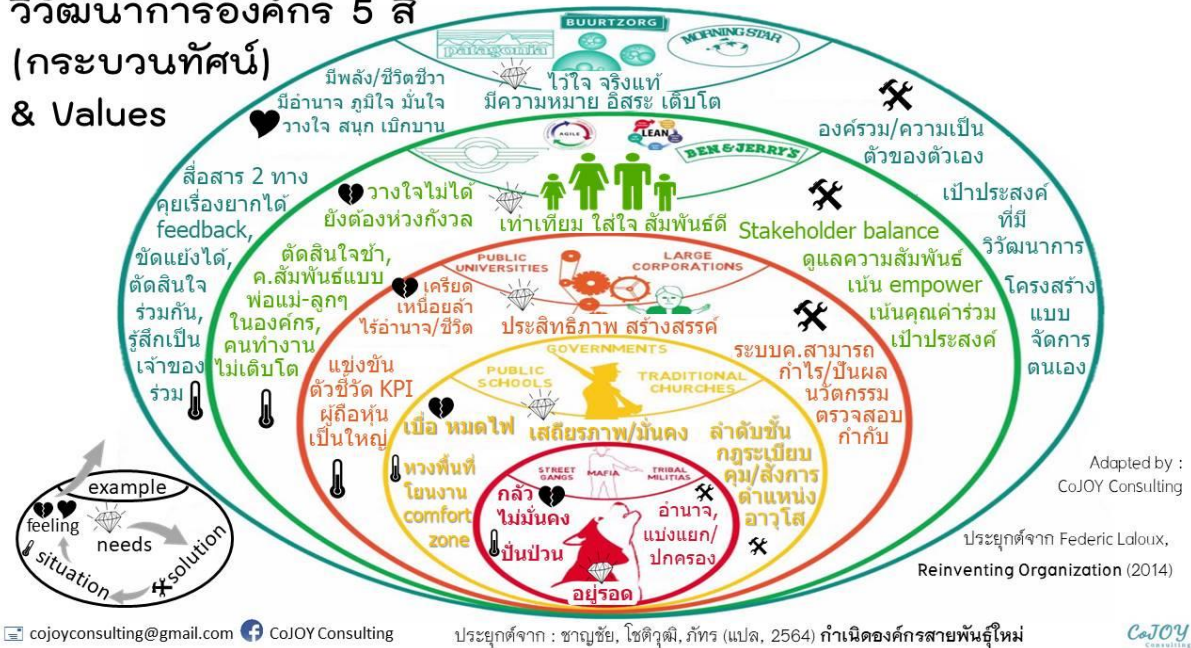 วิวัฒนาการองค์กร 5 สี
(กระบวนทัศน์)
& Values
BUURTZORG
patagonia
MORNING STAR
มีพลัง/ชีวิตชีวา
มีอำนาจ ภูมิใจ มั่นใจ
วางใจ สนุก เบิกบาน
ไว้ใจ จริงแท้
มีความหมาย อิสระ เติบโต
องค์รวม/ความเป็น
ตัวของตัวเอง
สื่อสาร 2 ทาง
คุยเรื่องยากได้
feedback,
ขัดแย้งได้,
ตัดสินใจ
ร่วมกัน,
รู้สึกเป็น
เจ้าของ
ร่วม
เป้าประสงค์
ที่มี
วิวัฒนาการ
โครงสร้าง
แบบ
จัดการ
ตนเอง
AGILE
LEAN
BEN & JERRY'S
วางใจไม่ได้
ยังต้องห่วงกังวล
เท่าเทียม ใส่ใจ สัมพันธ์ดี
Stakeholder balance
ดูแลความสัมพันธ์
เน้น empower
เน้นคุณค่าร่วม
เป้าประสงค์
ตัดสินใจช้า,
ค.สัมพันธ์แบบ
พ่อแม่-ลูกๆ
ในองค์กร,
คนทำงาน
ไม่เติบโต
PUBLIC
UNIVERSITIES
LARGE
CORPORATIONS
เครียด
เหนื่อยล้า
ไร้อำนาจ/ชีวิต
ประสิทธิภาพ สร้างสรรค์
ระบบค.สามารถ
กำไร/ปันผล
นวัตกรรม
ตรวจสอบ
กำกับ
แข่งขัน
ตัวชี้วัด KPI
ผู้ถือหุ้น
เป็นใหญ่
GOVERNMENTS
PUBLIC
SCHOOLS
TRADITIONAL
CHURCHES
เบื่อ หมดไฟ
เสถียรภาพ/มั่นคง
ลำดับชั้น
กฎระเบียบ
คุม/สั่งการ
ตำแหน่ง
อาวุโส
หวงพื้นที่
โยนงาน
comfort
zone
STREET
GANGS
MAFIA
TRIBAL
MILITIAS
กลัว
ไม่มั่นคง
ปั่นป่วน
อำนาจ,
แบ่งแยก/
ปกครอง
อยู่รอด
example
feeling
needs
solution
situation
Adapted by :
CoJOY Consulting
ประยุกต์จาก Federic Laloux,
Reinventing Organization (2014)
cojoyconsulting@gmail.com CoJOY Consulting
ประยุกต์จาก : ชาญชัย, โชติวุฒิ, ภัทร (แปล, 2564) กำเนิดองค์กรสายพันธุ์ใหม่
CoJOY
Consulting